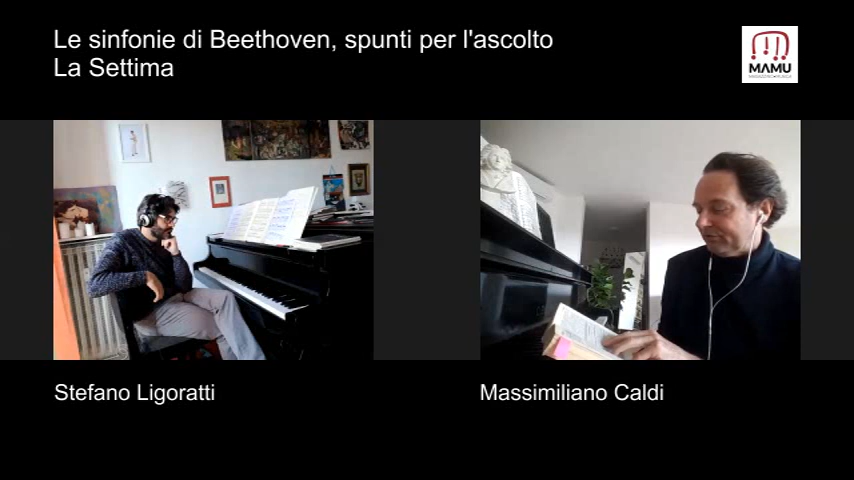 Le sinfonie di Beethoven, spunti per l'ascolto
La Settima
MAMU
Stefano Ligoratti
Massimiliano Caldi